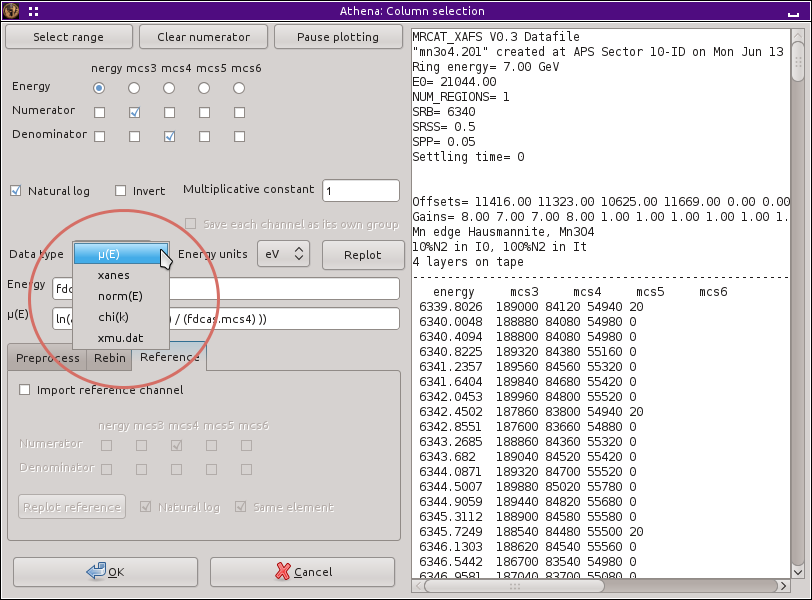 Athena: Column selection
Select range
Clear numerator
Pause plotting
nergy mcs3 mcs4 mcs5 mcs6
Energy
Numerator
Denominator
Natural log
Invert
Multiplicative constant
1
Save each channel as its own group
Data type
μ(E)
xanes
norm(E)
chi(k)
xmu.dat
Energy units
eV
Replot
Energy
fdc
μ(E)
ln(
) / (fdcas.mcs4) ))
Preprocess
Rebin
Reference
Import reference channel
nergy mcs3 mcs4 mcs5 mcs6
Numerator
Denominator
Replot reference
Natural log
Same element
OK
Cancel
MRCAT_XAFS V0.3 Datafile
"mn3o4.201" created at APS Sector 10-ID on Mon Jun 13
Ring energy= 7.00 GeV
E0= 21044.00
NUM_REGIONS= 1
SRB= 6340
SRSS= 0.5
SPP= 0.05
Settling time= 0
Offsets= 11416.00 11323.00 10625.00 11669.00 0.00 0.00
Gains= 8.00 7.00 7.00 8.00 1.00 1.00 1.00 1.00 1.00 1.
Mn edge Hausmannite, Mn3O4
10%N2 in I0, 100%N2 in It
4 layers on tape
--------------------------------------------------
energy mcs3 mcs4 mcs5 mcs6
6339.8026 189000 84120 54940 20
6340.0048 188880 84080 54980 0
6340.4094 188800 84080 54980 0
6340.8225 189320 84380 55160 0
6341.2357 189560 84560 55320 0
6341.6404 189840 84680 55420 0
6342.0453 189960 84800 55520 0
6342.4502 187860 83800 54940 20
6342.8551 187600 83660 54880 0
6343.2685 188860 84360 55320 0
6343.682 189040 84520 55420 0
6344.0871 189320 84700 55520 0
6344.5007 189880 85020 55780 0
6344.9059 189440 84820 55680 0
6345.3112 188900 84580 55580 0
6345.7249 188540 84480 55500 20
6346.1303 188620 84540 55560 0
6346.5442 186700 83540 54980 0
6346.9581 187040 83700 55080 0